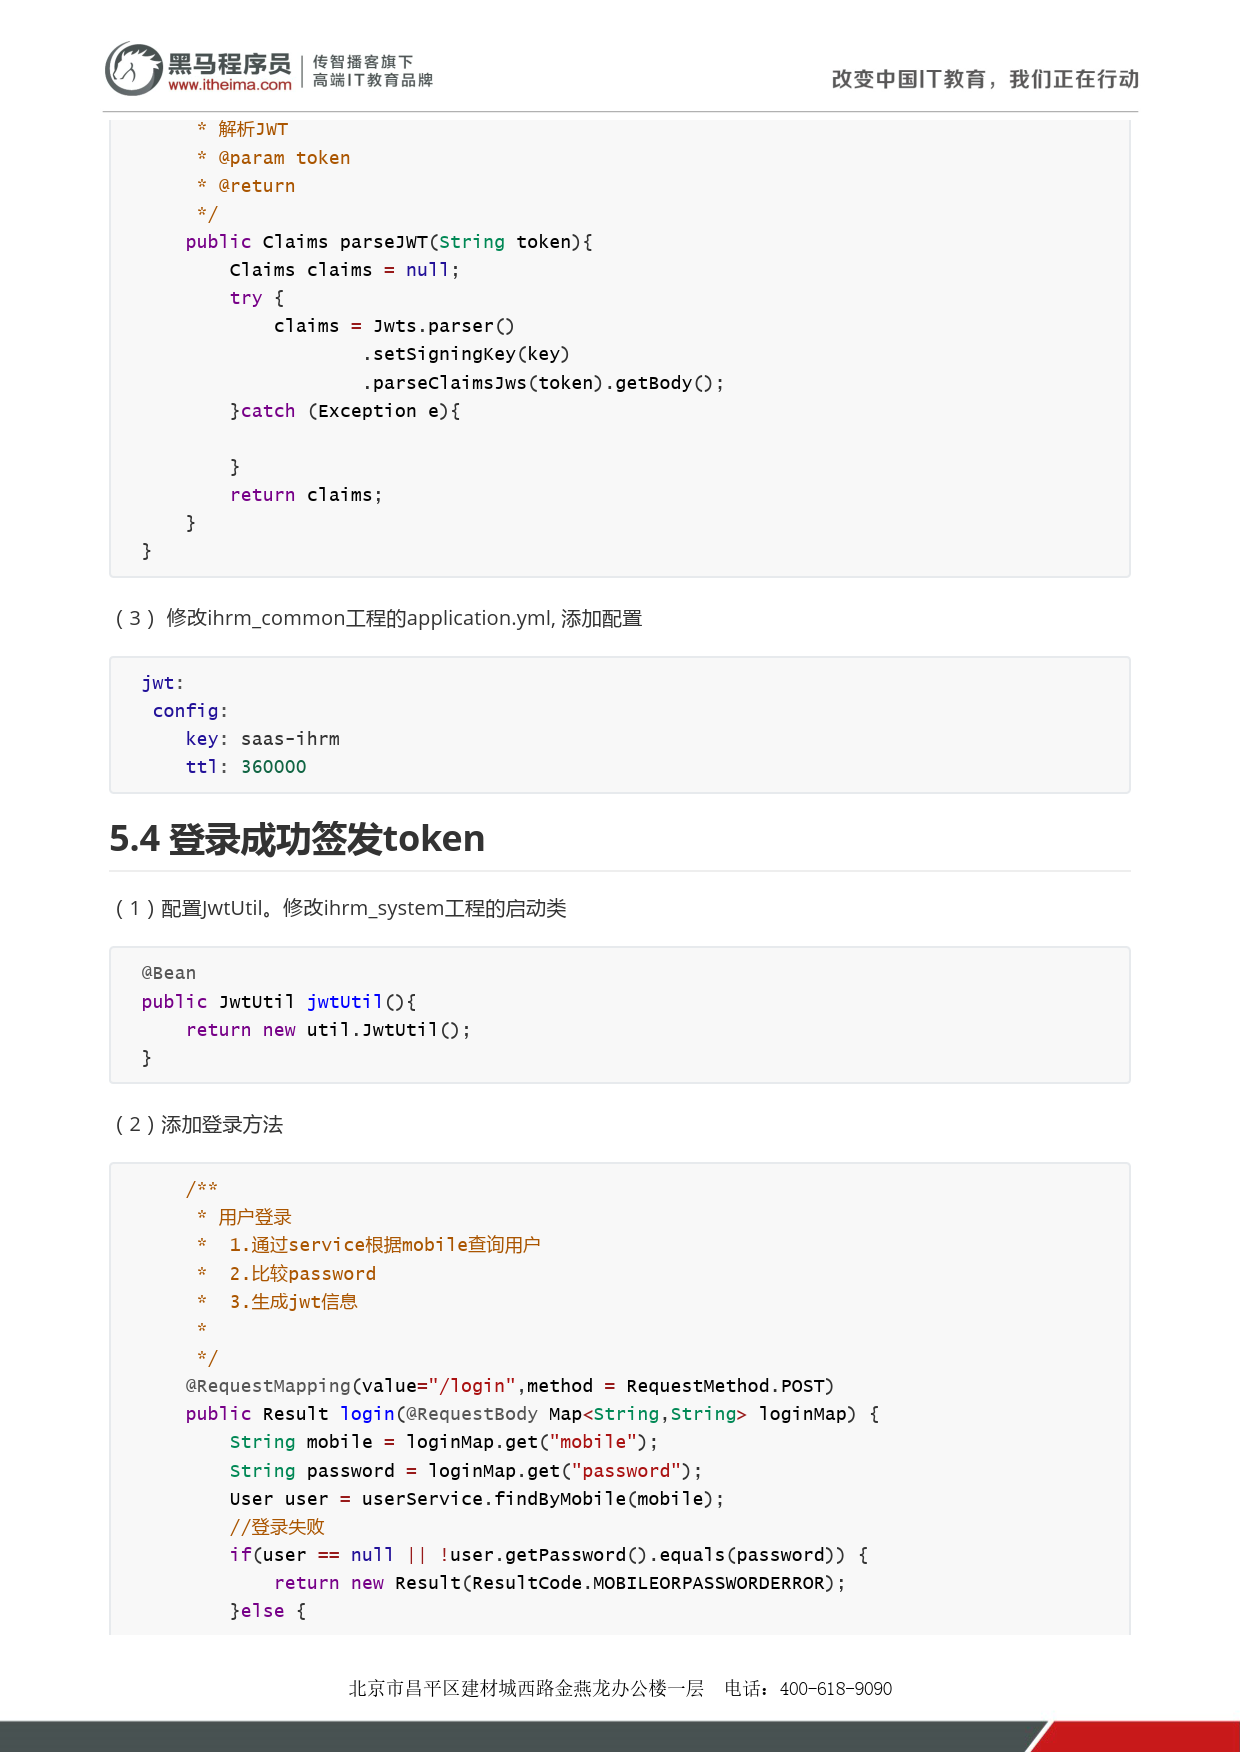 黑马程序员
www.itheima.com
传智播客旗下
高端IT教育品牌
改变中国IT教育，我们正在行动
     * 解析JWT
     * @param token
     * @return
     */
    public Claims parseJWT(String token){
        Claims claims = null;
        try {
            claims = Jwts.parser()
                    .setSigningKey(key)
                    .parseClaimsJws(token).getBody();
        }catch (Exception e){
        }
        return claims;
    }
}
（3） 修改ihrm_common工程的application.yml, 添加配置
jwt:
 config:
    key: saas-ihrm
    ttl: 360000
5.4 登录成功签发token
（1）配置JwtUtil。修改ihrm_system工程的启动类
@Bean
public JwtUtil jwtUtil(){
    return new util.JwtUtil();
}
（2）添加登录方法
    /**
     * 用户登录
     *  1.通过service根据mobile查询用户
     *  2.比较password
     *  3.生成jwt信息
     *
     */
    @RequestMapping(value="/login",method = RequestMethod.POST)
    public Result login(@RequestBody Map<String,String> loginMap) {
        String mobile = loginMap.get("mobile");
        String password = loginMap.get("password");
        User user = userService.findByMobile(mobile);
        //登录失败
        if(user == null || !user.getPassword().equals(password)) {
            return new Result(ResultCode.MOBILEORPASSWORDERROR);
        }else {
北京市昌平区建材城西路金燕龙办公楼一层 电话：400-618-9090